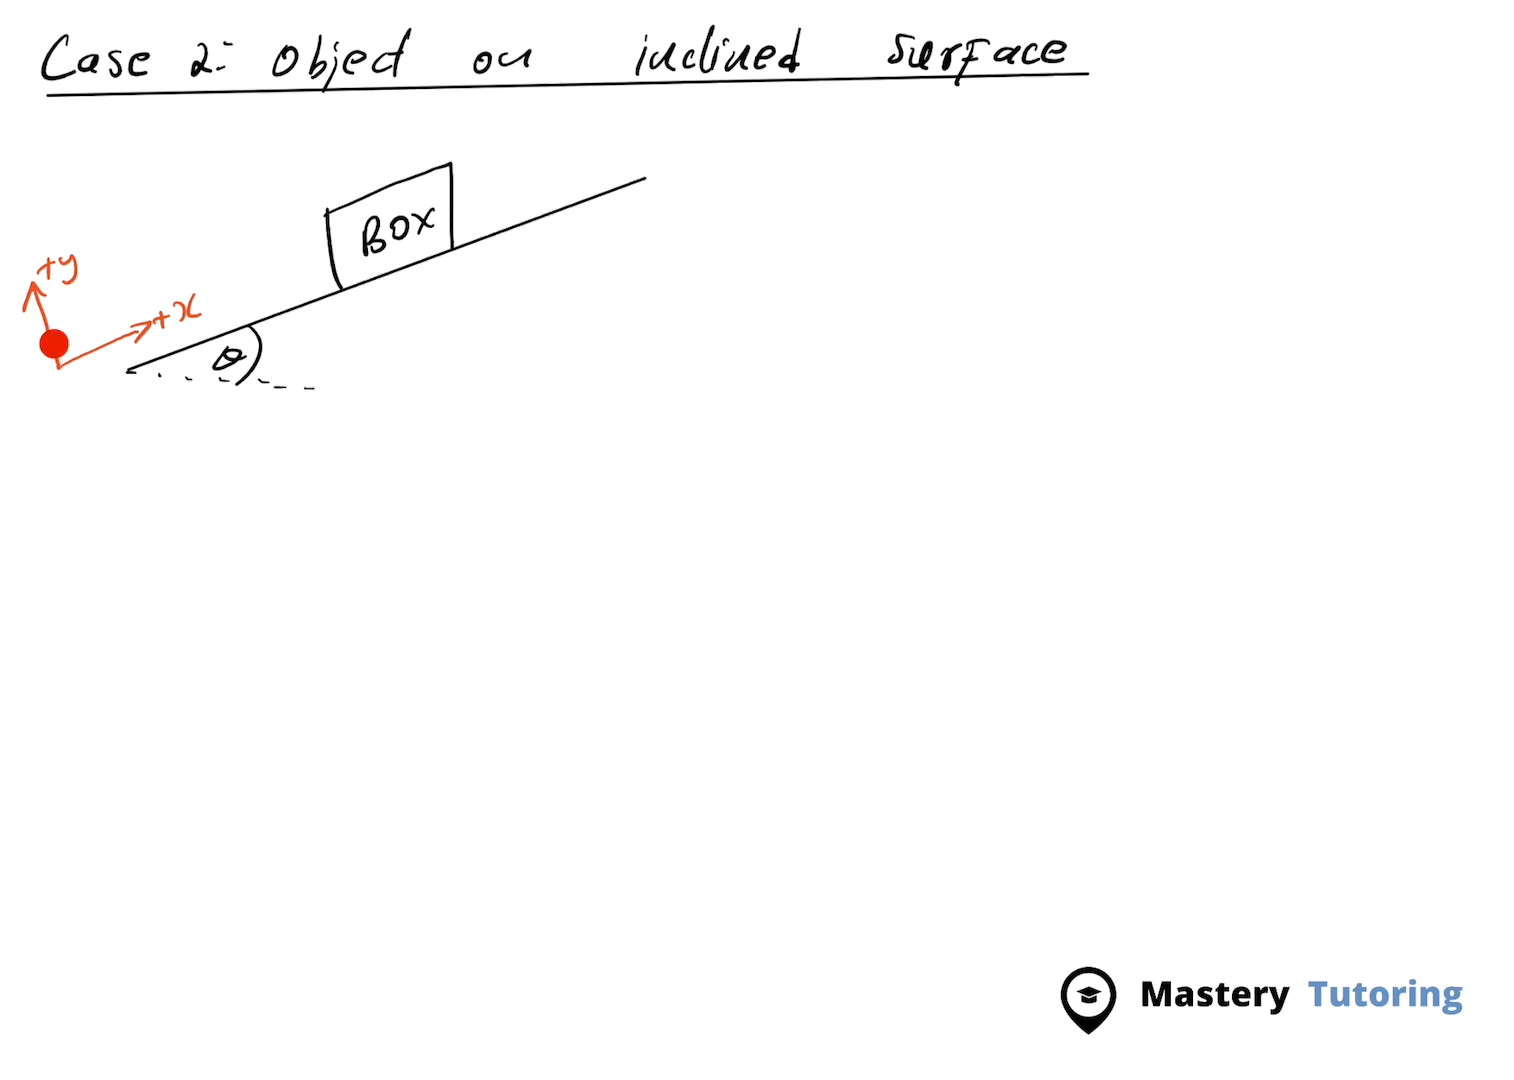 Case 2: Object on inclined surface
BOX
+y
+x
θ
Mastery Tutoring